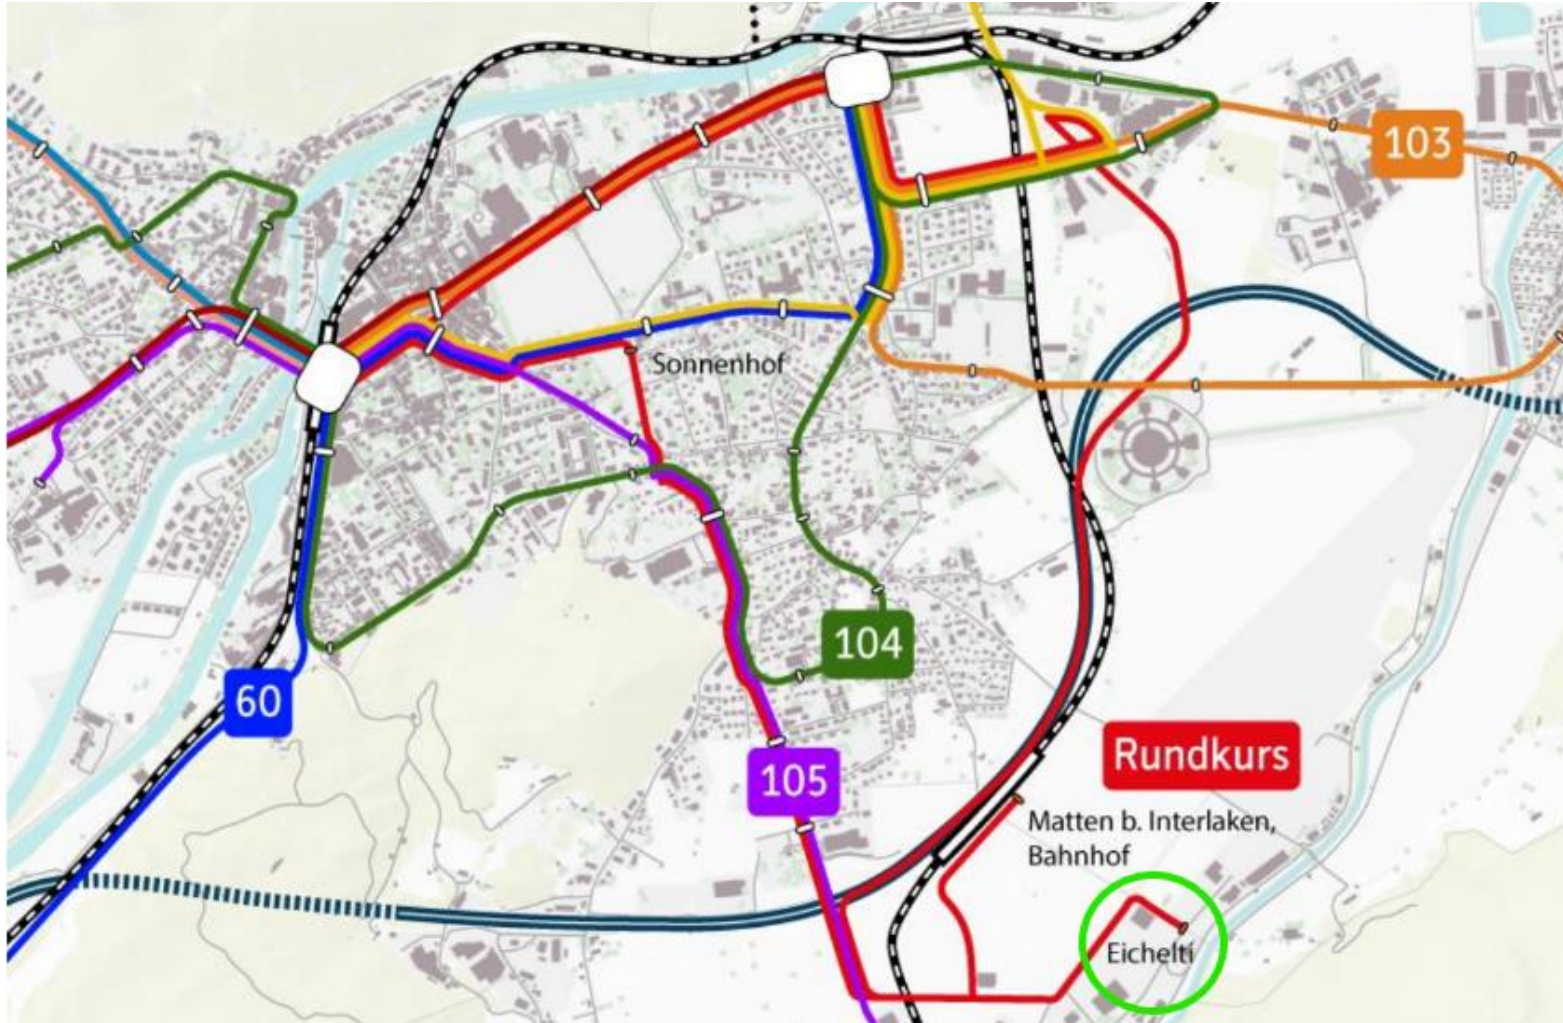 103
Sonnenhof
104
60
Rundkurs
105
Matten b. Interlaken,
Bahnhof
Eichelti